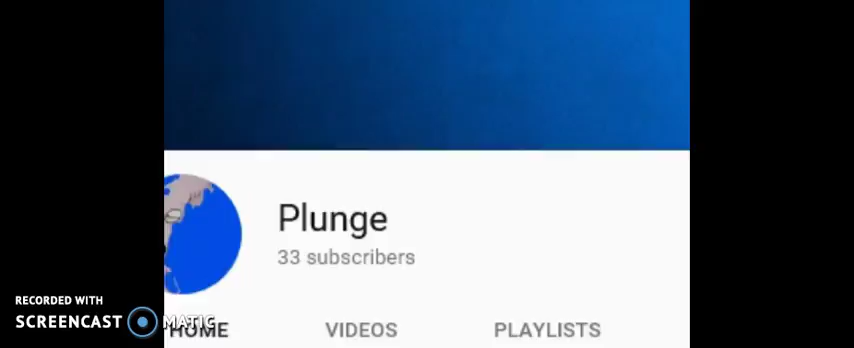 Plunge
33 subscribers
RECORDED WITH
SCREENCAST MATIC
HOME VIDEOS PLAYLISTS